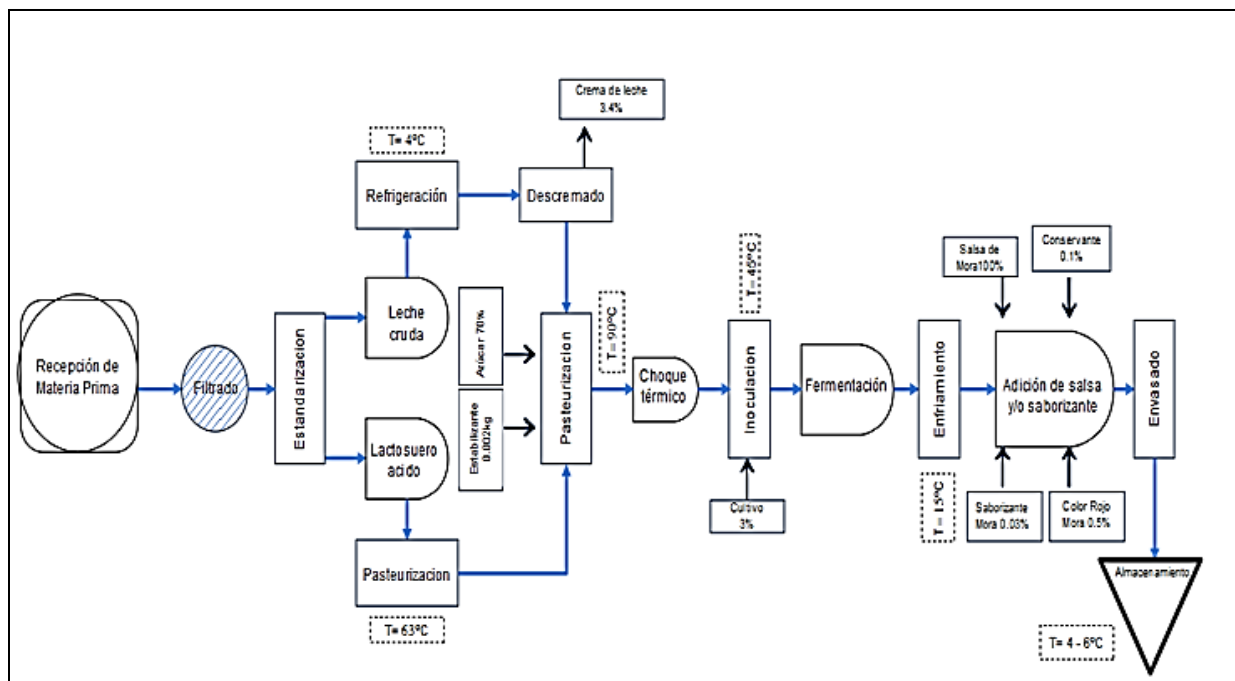 Crema de leche
3.4%
T= 4ºC
Refrigeración
Descremado
Leche
cruda
Azúcar 70%
Estabilizante
0.002kg
Pasteurizacion
T= 90ºC
T= 45ºC
Salsa de
Mora100%
Conservante
0.1%
Recepción de
Materia Prima
Filtrado
Estandarizacion
Choque
térmico
Inoculacion
Fermentación
Enfriamiento
Adición de salsa
y/o saborizante
Envasado
Lactosuero
acido
Cultivo
3%
T= 15ºC
Saborizante
Mora 0.03%
Color Rojo
Mora 0.5%
Pasteurizacion
T= 63ºC
Almacenamiento
T= 4 - 6ºC